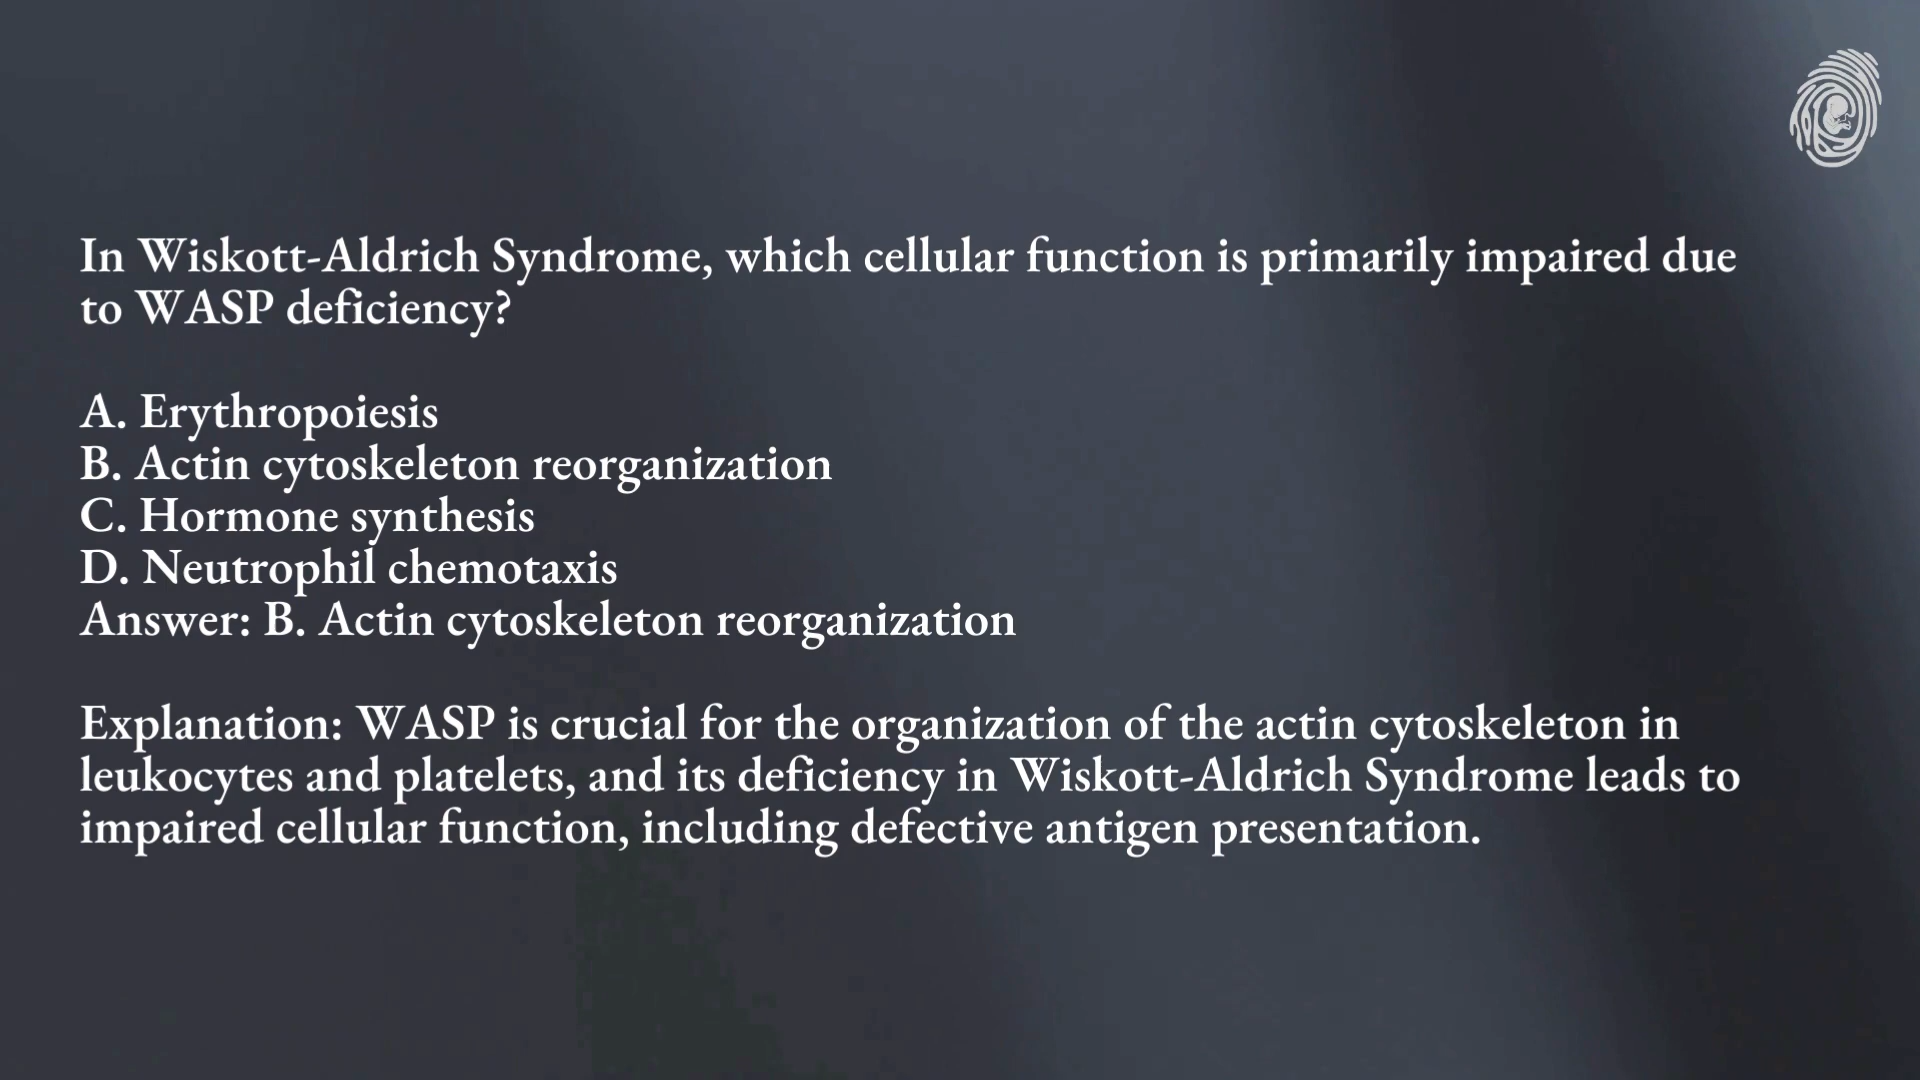 In Wiskott-Aldrich Syndrome, which cellular function is primarily impaired due
to WASP deficiency?
A. Erythropoiesis
B. Actin cytoskeleton reorganization
C. Hormone synthesis
D. Neutrophil chemotaxis
Answer: B. Actin cytoskeleton reorganization
Explanation: WASP is crucial for the organization of the actin cytoskeleton in
leukocytes and platelets, and its deficiency in Wiskott-Aldrich Syndrome leads to
impaired cellular function, including defective antigen presentation.